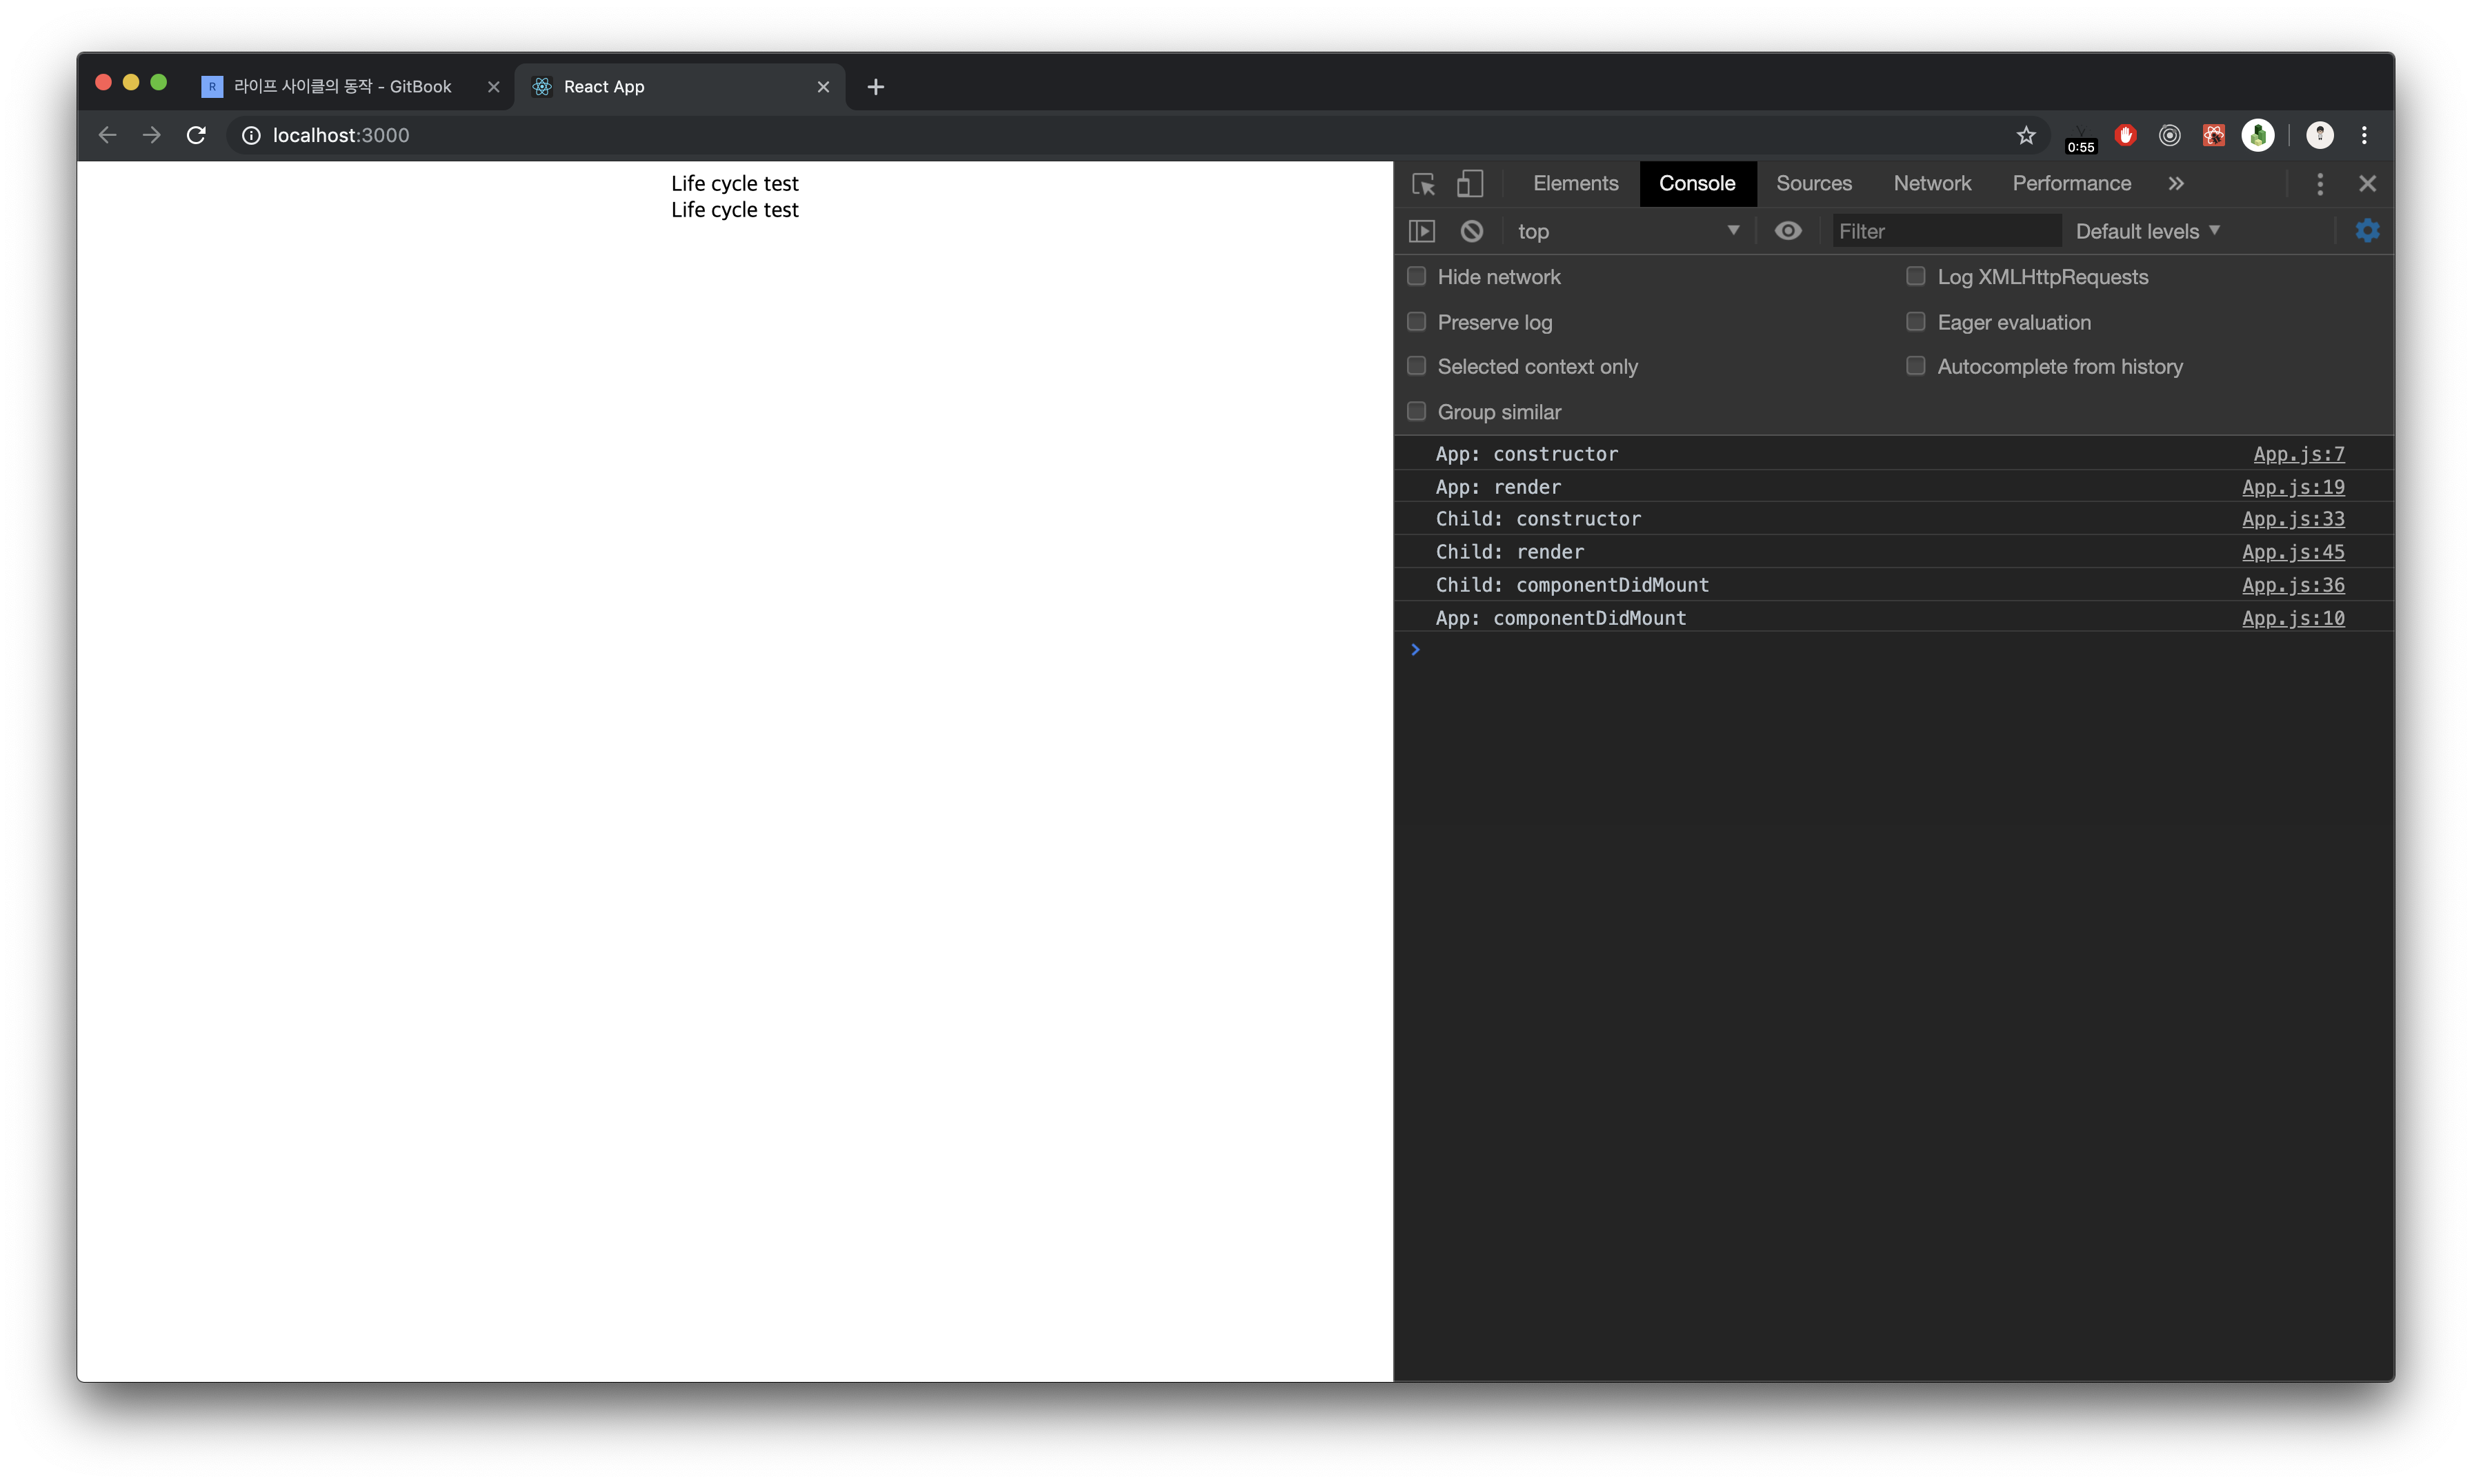 R 라이프 사이클의 동작 - GitBook
React App
localhost:3000
0:55
Life cycle test
Life cycle test
Elements Console Sources Network Performance
top Filter Default levels
Hide network Log XMLHttpRequests
Preserve log Eager evaluation
Selected context only Autocomplete from history
Group similar
App: constructor App.js:7
App: render App.js:19
Child: constructor App.js:33
Child: render App.js:45
Child: componentDidMount App.js:36
App: componentDidMount App.js:10